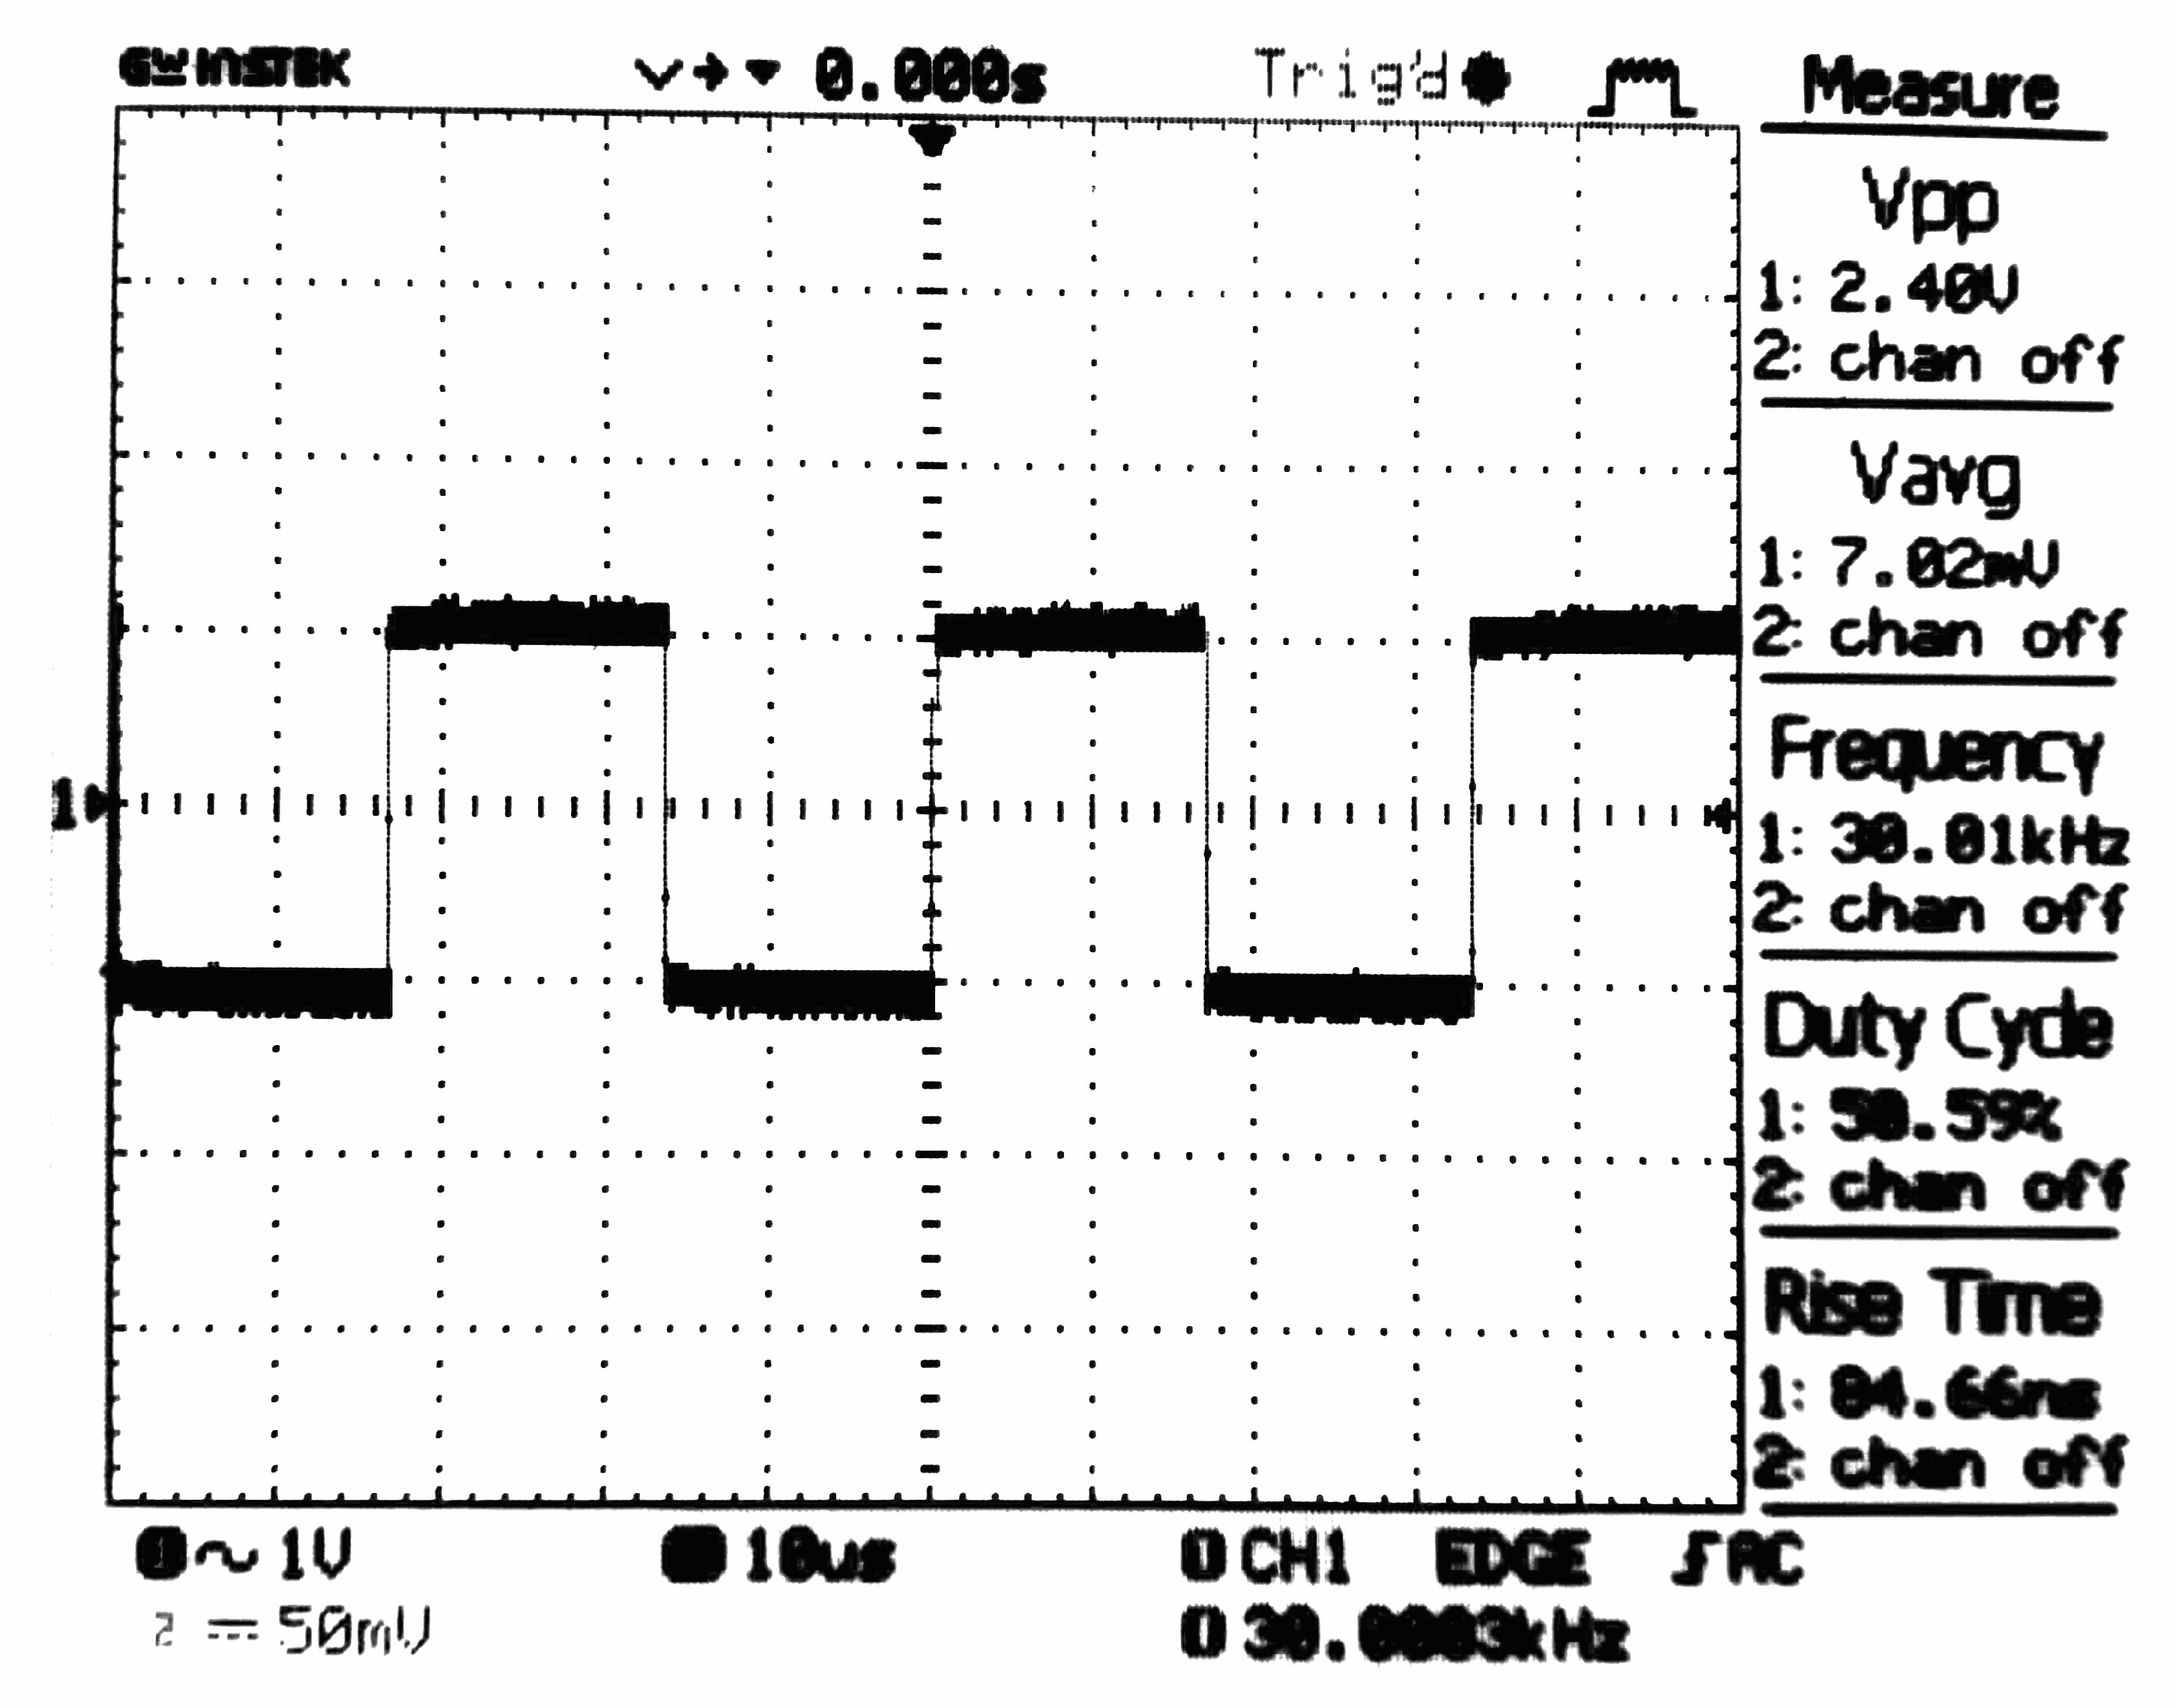 GW INSTEK
0.000s
Trig'd
Measure
Vpp
1: 2.40V
2: chan off
Vavg
1: 7.02mV
2: chan off
Frequency
1: 30.01kHz
2: chan off
Duty Cycle
1: 50.59%
2: chan off
Rise Time
1: 84.66ns
2: chan off
1
1 ~ 1V
10us
CH1 EDGE ʃAC
2 ⎓ 50mV
30.0003kHz